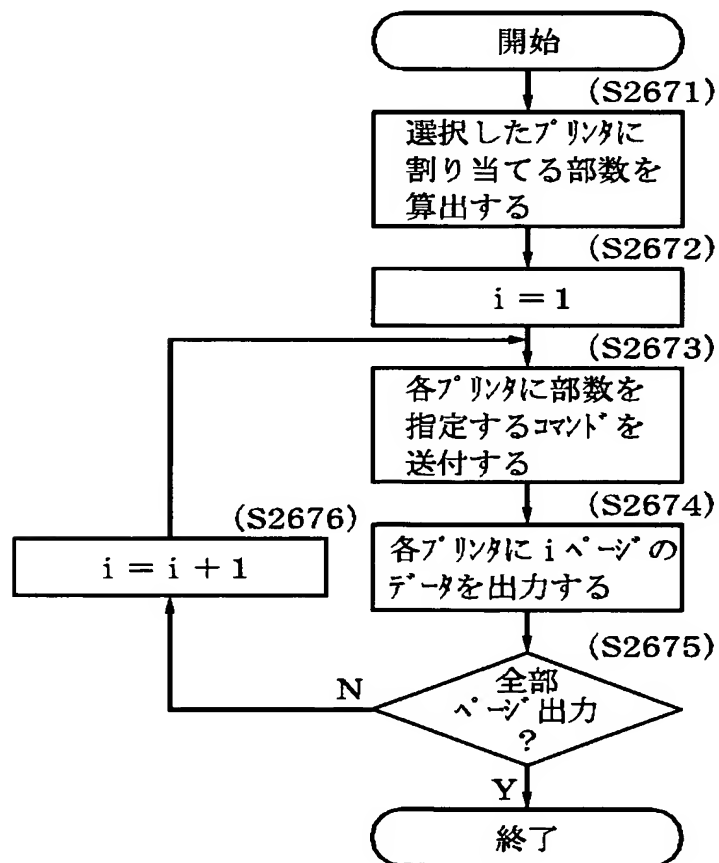 開始
(S2671)
選択したプリンタに
割り当てる部数を
算出する
(S2672)
i = 1
(S2673)
各プリンタに部数を
指定するコマンドを
送付する
(S2674)
各プリンタに i ページの
データを出力する
(S2675)
全部
ページ出力
?
N
(S2676)
i = i + 1
Y
終了